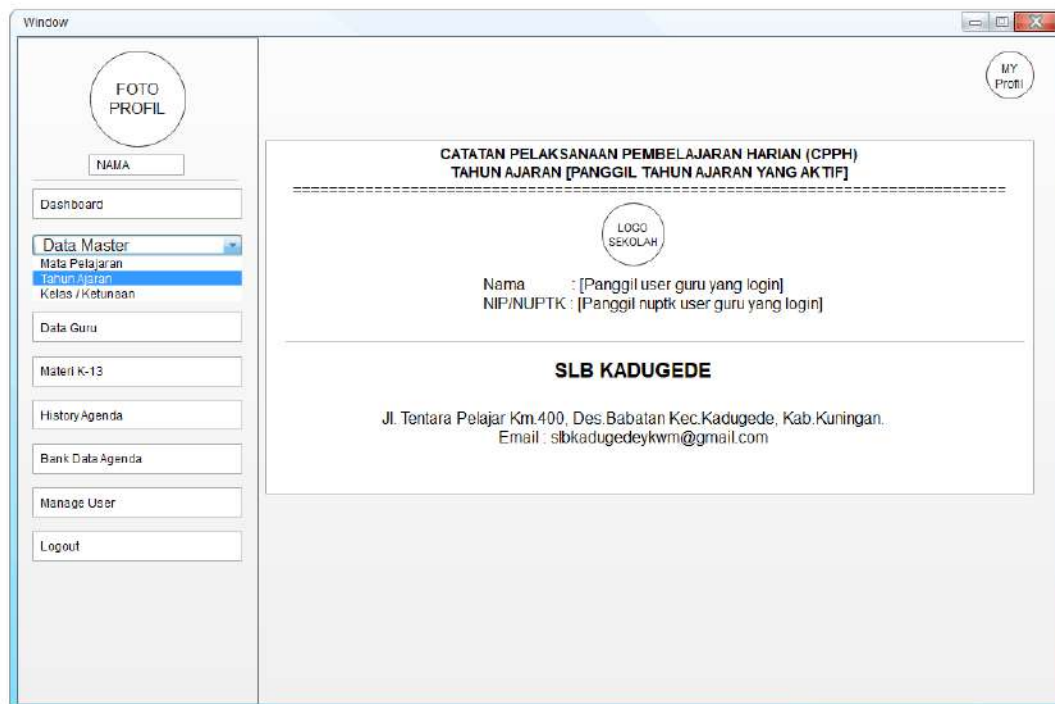 Window
FOTO
PROFIL
NAMA
Dashboard
Data Master
Mata Pelajaran
Tahun Ajaran
Kelas / Ketunaan
Data Guru
Materi K-13
History Agenda
Bank Data Agenda
Manage User
Logout
MY
Profil
CATATAN PELAKSANAAN PEMBELAJARAN HARIAN (CPPH)
TAHUN AJARAN [PANGGIL TAHUN AJARAN YANG AKTIF]
LOGO
SEKOLAH
Nama : [Panggil user guru yang login]
NIP/NUPTK : [Panggil nuptk user guru yang login]
SLB KADUGEDE
Jl. Tentara Pelajar Km.400, Des.Babatan Kec.Kadugede, Kab.Kuningan.
Email : slbkadugedeykwm@gmail.com